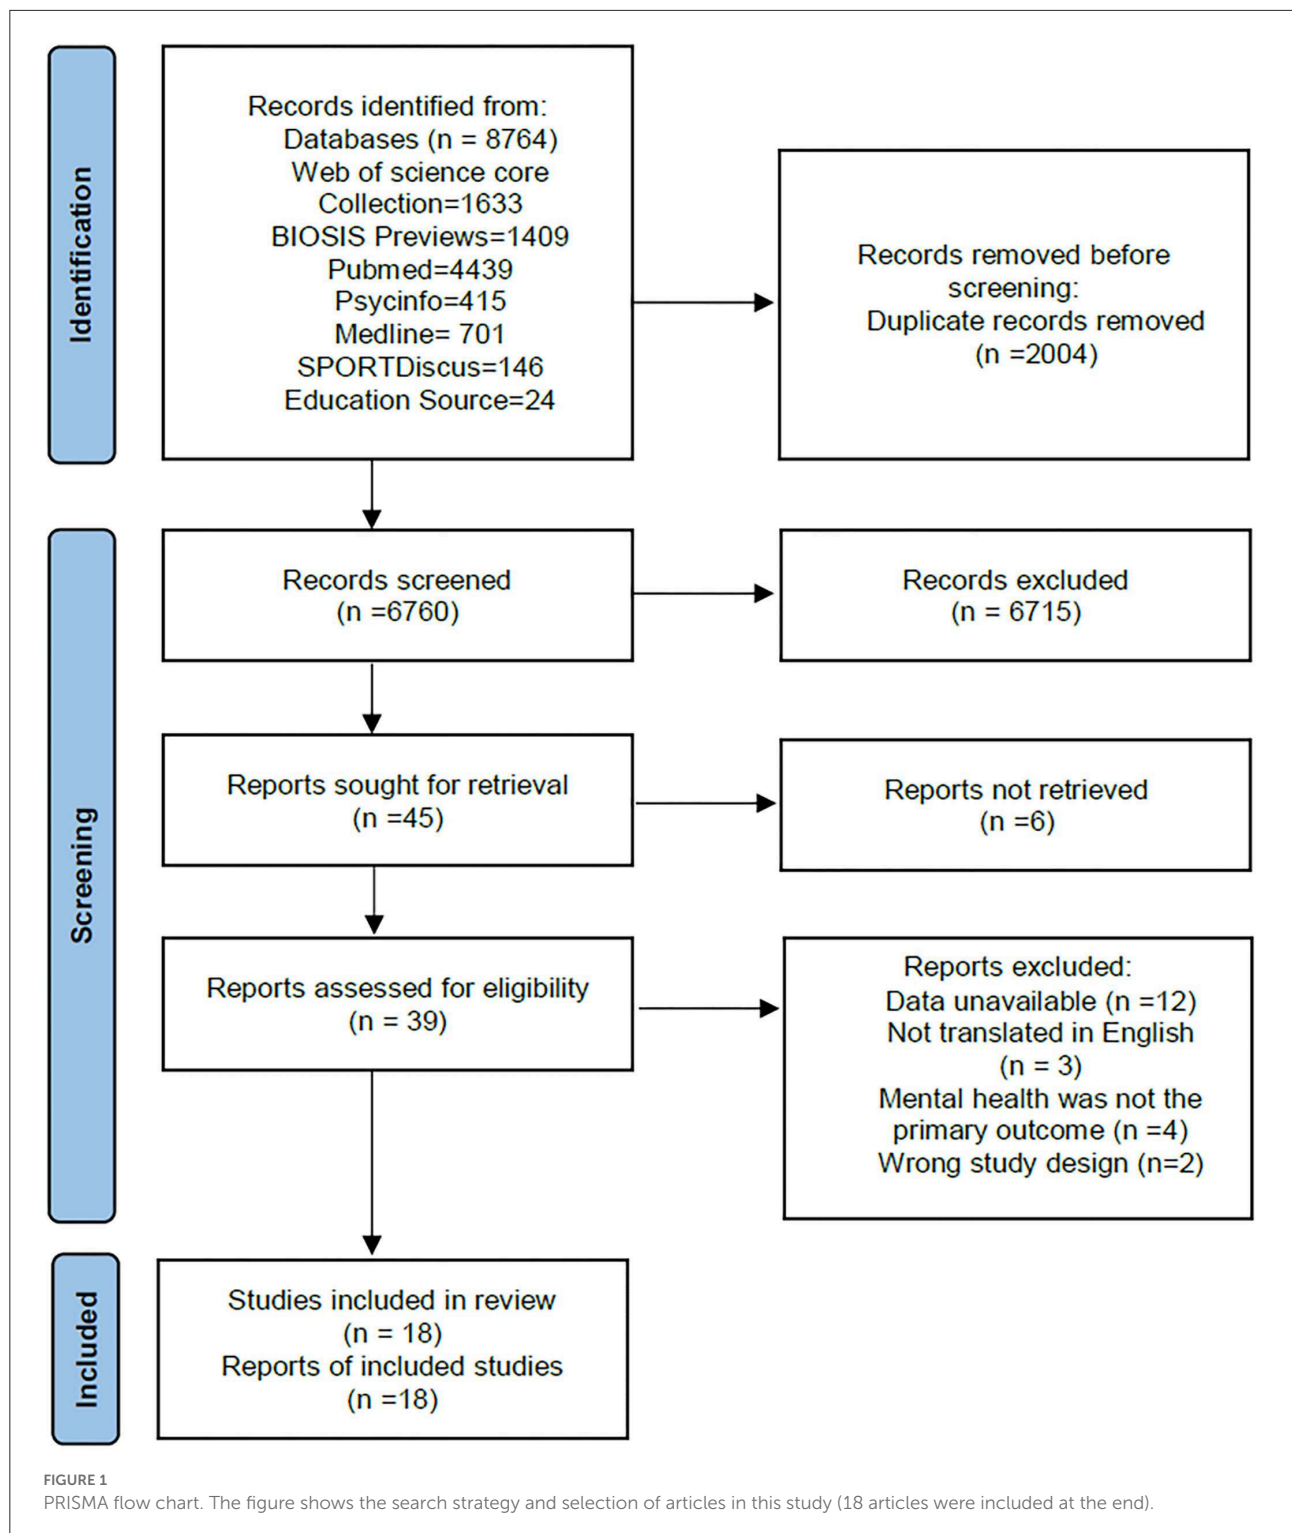 Identification
Records identified from:
Databases (n = 8764)
Web of science core
Collection=1633
BIOSIS Previews=1409
Pubmed=4439
Psycinfo=415
Medline= 701
SPORTDiscus=146
Education Source=24
Records removed before
screening:
Duplicate records removed
(n =2004)
Screening
Records screened
(n =6760)
Records excluded
(n = 6715)
Reports sought for retrieval
(n =45)
Reports not retrieved
(n =6)
Reports assessed for eligibility
(n = 39)
Reports excluded:
Data unavailable (n =12)
Not translated in English
(n = 3)
Mental health was not the
primary outcome (n =4)
Wrong study design (n=2)
Included
Studies included in review
(n = 18)
Reports of included studies
(n =18)
FIGURE 1
PRISMA flow chart. The figure shows the search strategy and selection of articles in this study (18 articles were included at the end).